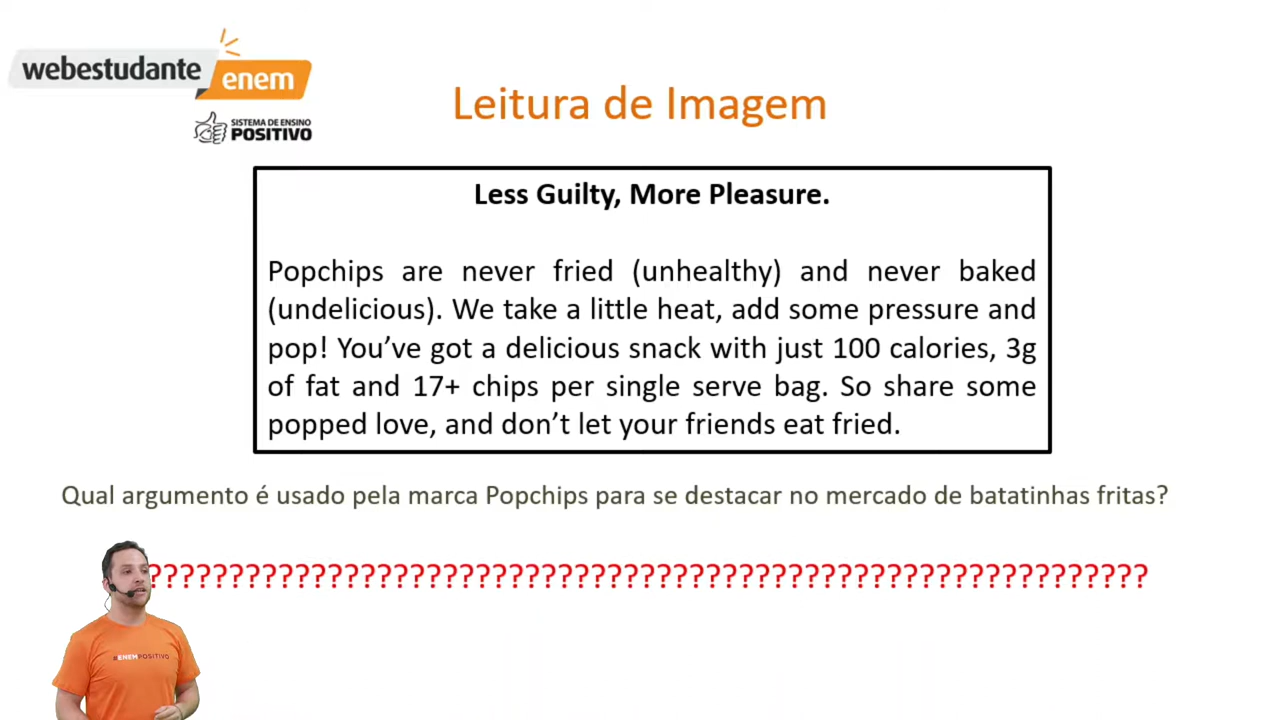 webestudante
enem
SISTEMA DE ENSINO
POSITIVO
Leitura de Imagem
Less Guilty, More Pleasure.
Popchips are never fried (unhealthy) and never baked
(undelicious). We take a little heat, add some pressure and
pop! You’ve got a delicious snack with just 100 calories, 3g
of fat and 17+ chips per single serve bag. So share some
popped love, and don’t let your friends eat fried.
Qual argumento é usado pela marca Popchips para se destacar no mercado de batatinhas fritas?
?????????????????????????????????????????????????????????????
#ENEMPOSITIVO